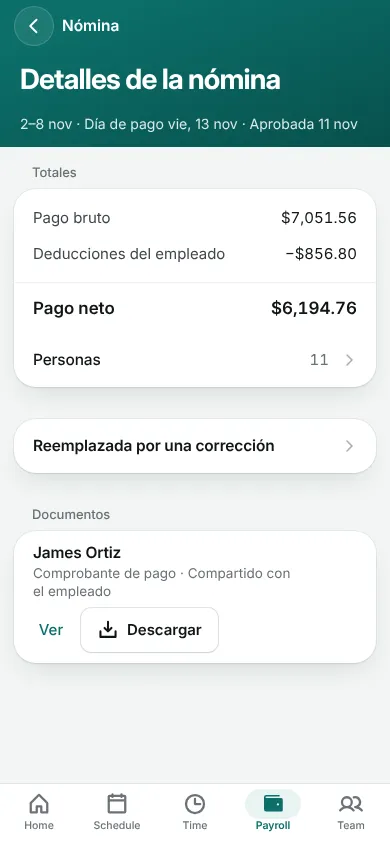 Nómina
Detalles de la nómina
2–8 nov · Día de pago vie, 13 nov · Aprobada 11 nov
Totales
Pago bruto $7,051.56
Deducciones del empleado −$856.80
Pago neto $6,194.76
Personas 11
Reemplazada por una corrección
Documentos
James Ortiz
Comprobante de pago · Compartido con
el empleado
Ver Descargar
Home Schedule Time Payroll Team